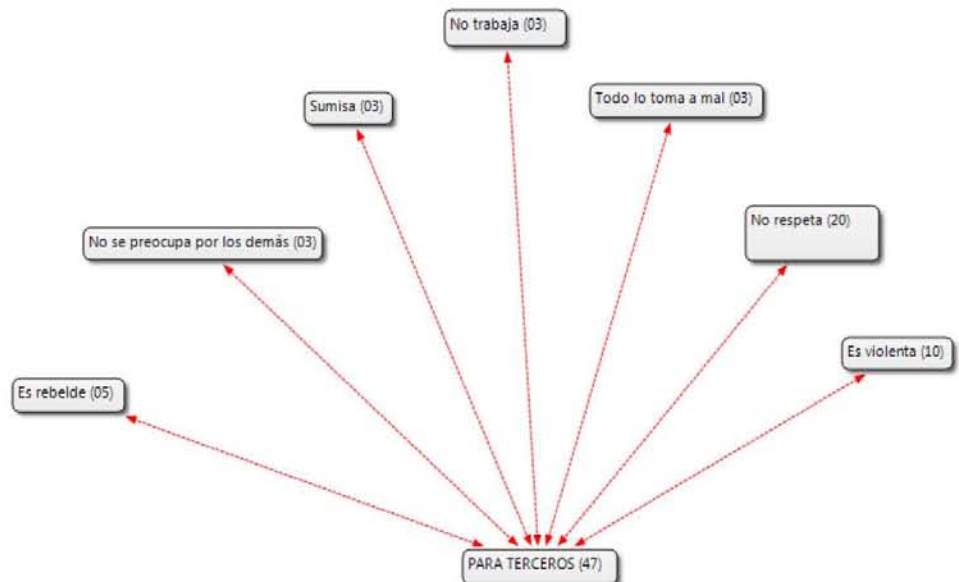 No trabaja (03)
Todo lo toma a mal (03)
Sumisa (03)
No respeta (20)
No se preocupa por los demás (03)
Es violenta (10)
Es rebelde (05)
PARA TERCEROS (47)